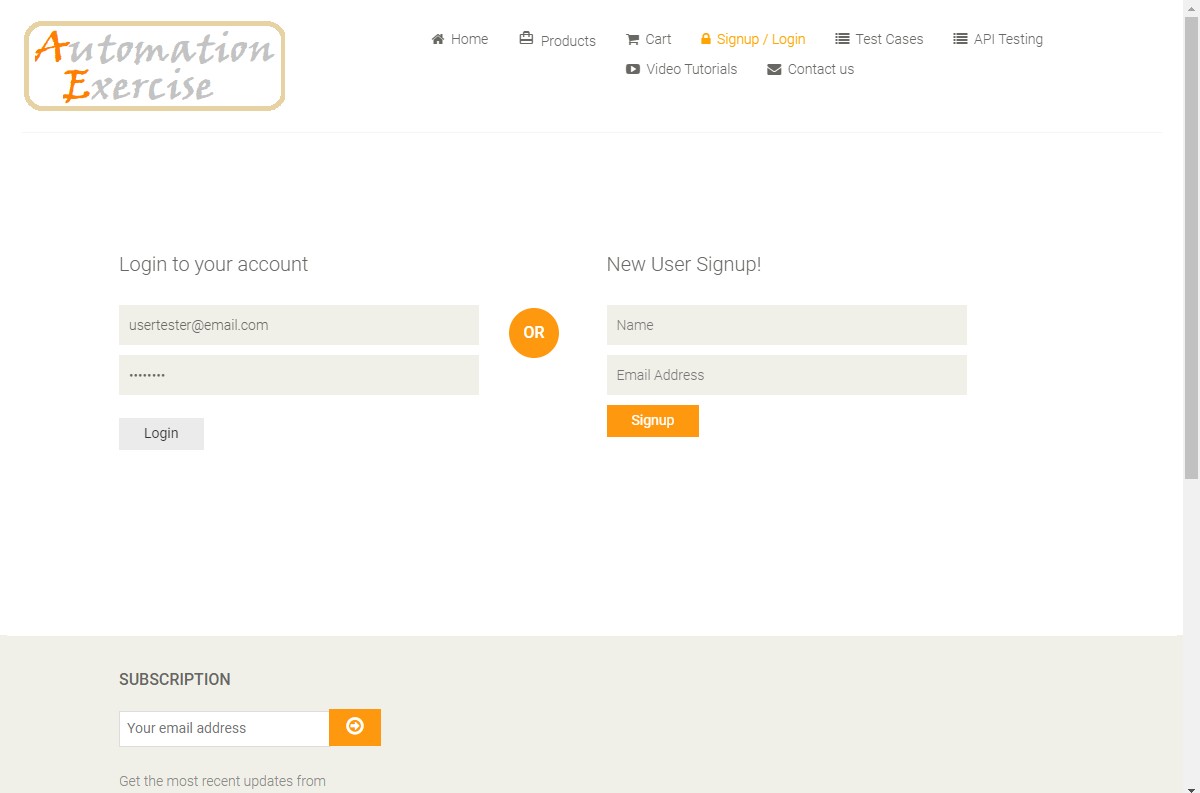 Automation
Exercise
Home
Products
Cart
Signup / Login
Test Cases
API Testing
Video Tutorials
Contact us
Login to your account
usertester@email.com
••••••••
Login
OR
New User Signup!
Name
Email Address
Signup
SUBSCRIPTION
Your email address
Get the most recent updates from